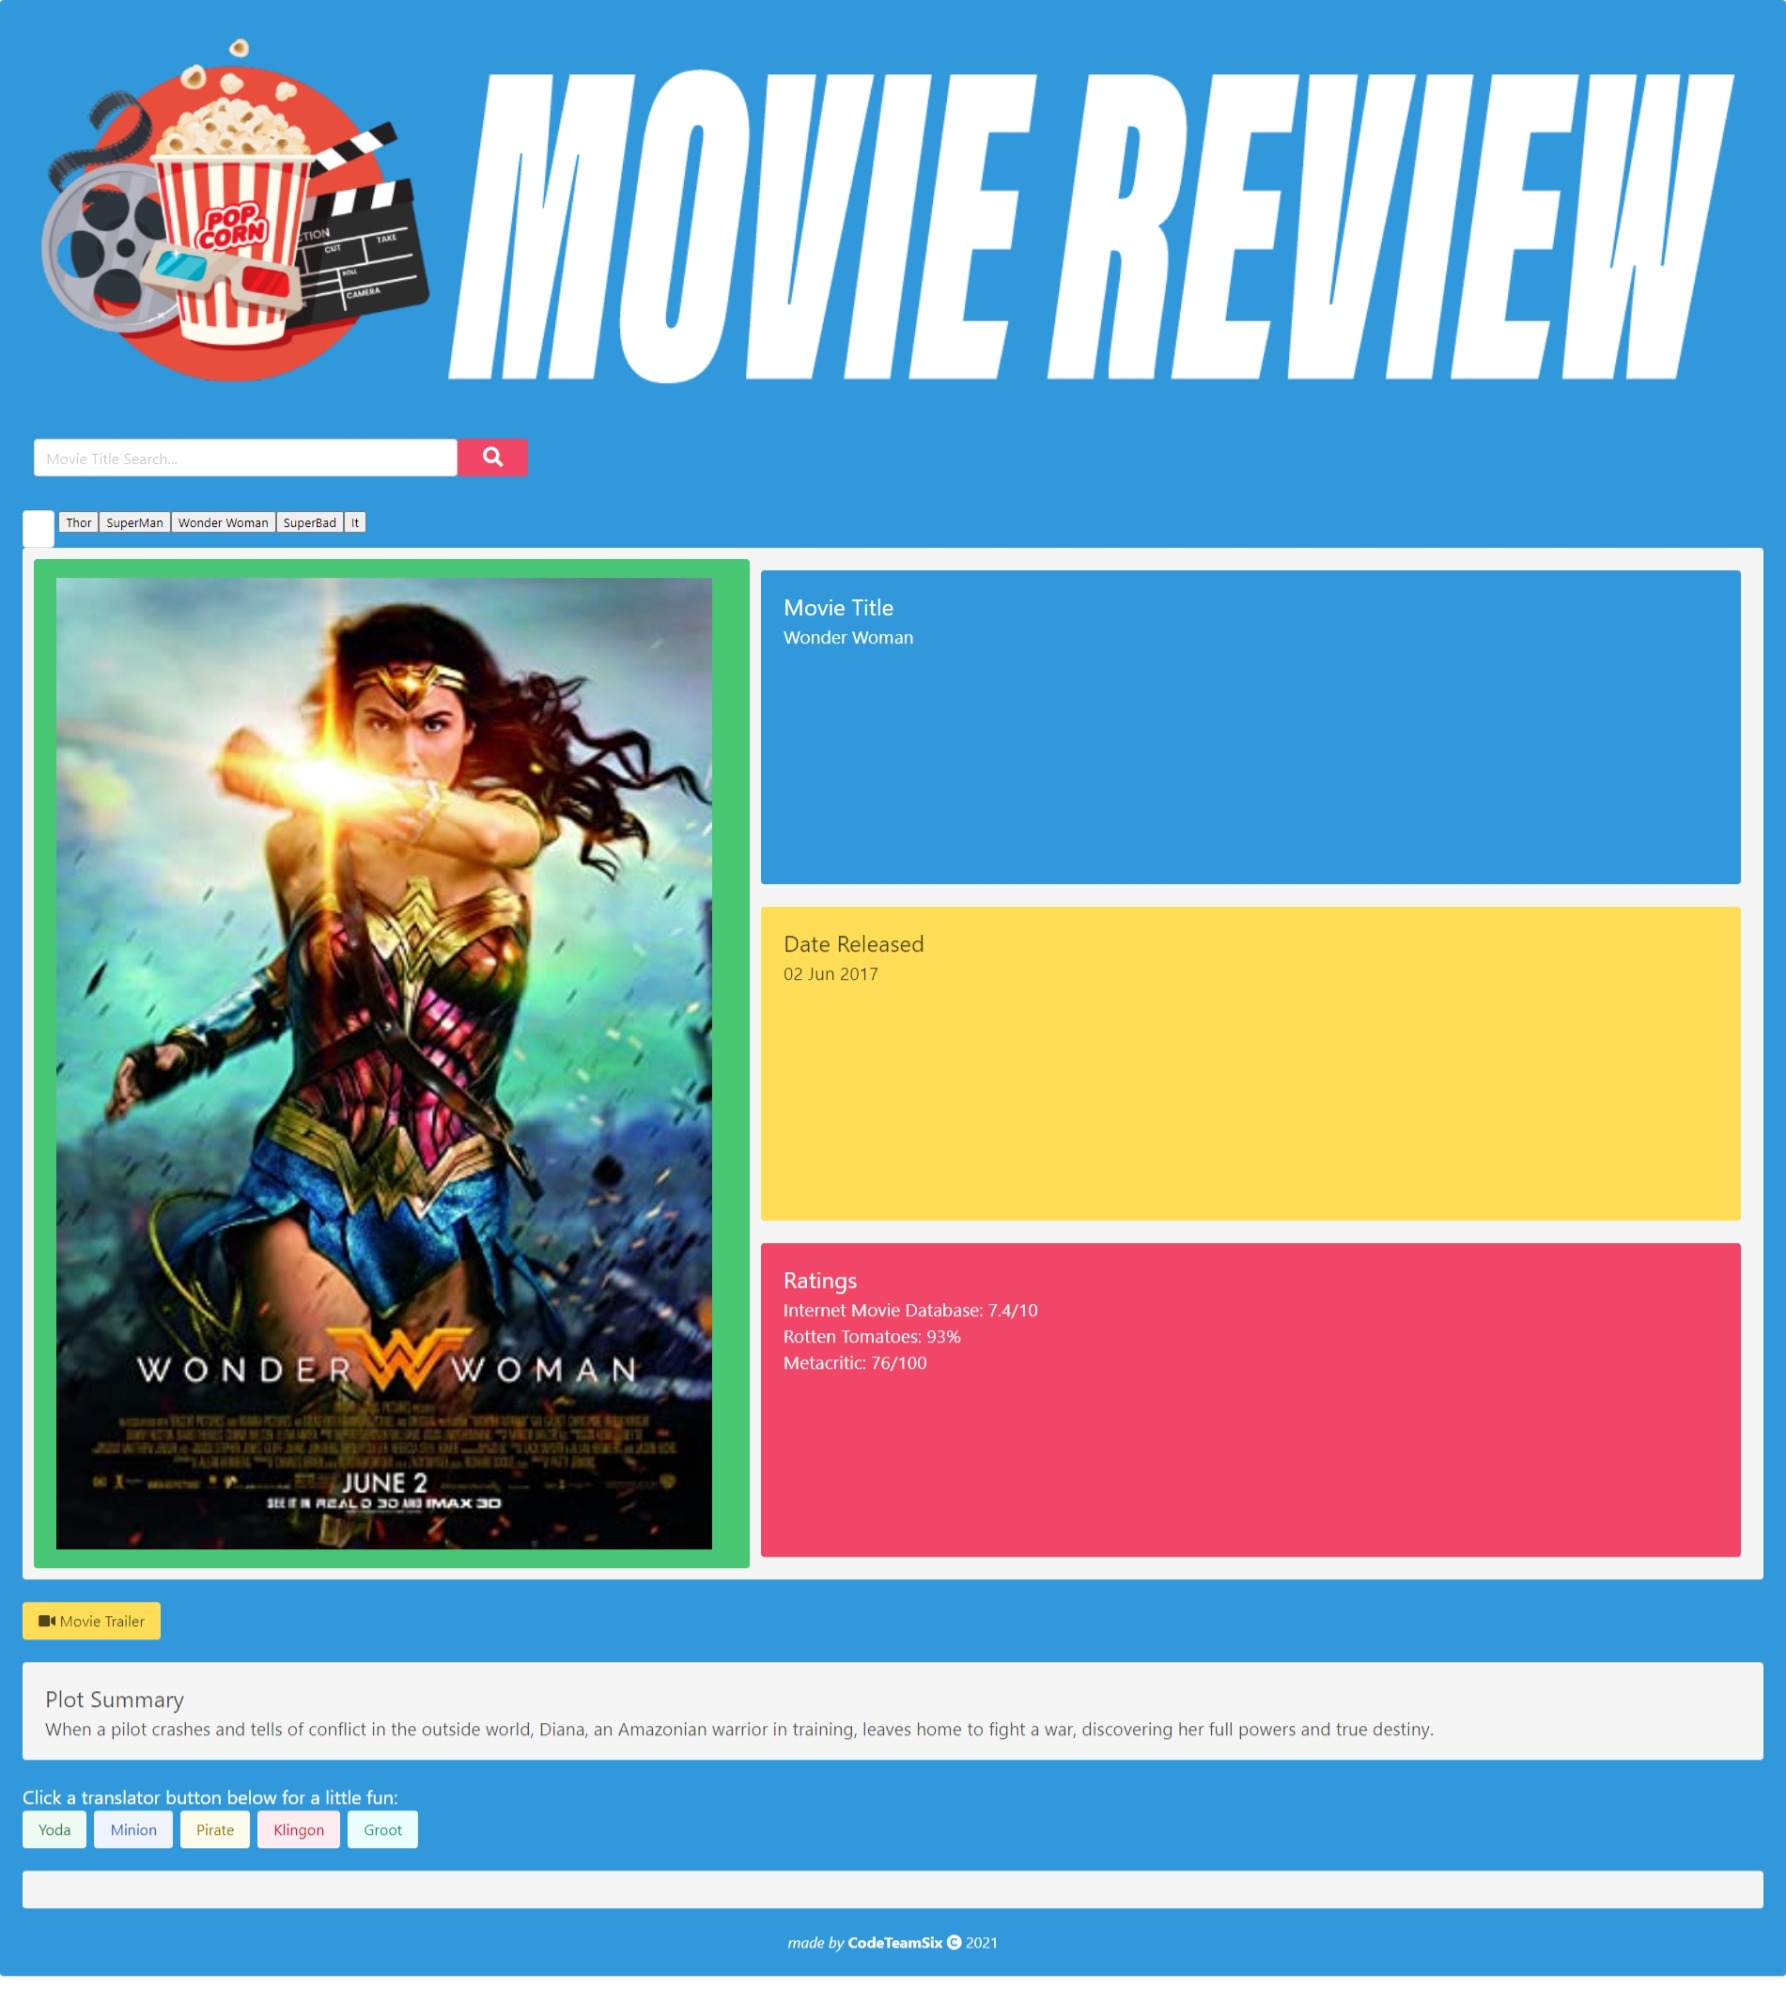 MOVIE REVIEW
POP
CORN
CTION
CUT
TAKE
ROLL
CAMERA
Movie Title Search...
Thor
SuperMan
Wonder Woman
SuperBad
It
Movie Title
Wonder Woman
Date Released
02 Jun 2017
Ratings
Internet Movie Database: 7.4/10
Rotten Tomatoes: 93%
Metacritic: 76/100
WONDER WOMAN
JUNE 2
SEE IT IN REAL D 3D AND IMAX 3D
Movie Trailer
Plot Summary
When a pilot crashes and tells of conflict in the outside world, Diana, an Amazonian warrior in training, leaves home to fight a war, discovering her full powers and true destiny.
Click a translator button below for a little fun:
Yoda
Minion
Pirate
Klingon
Groot
made by CodeTeamSix © 2021